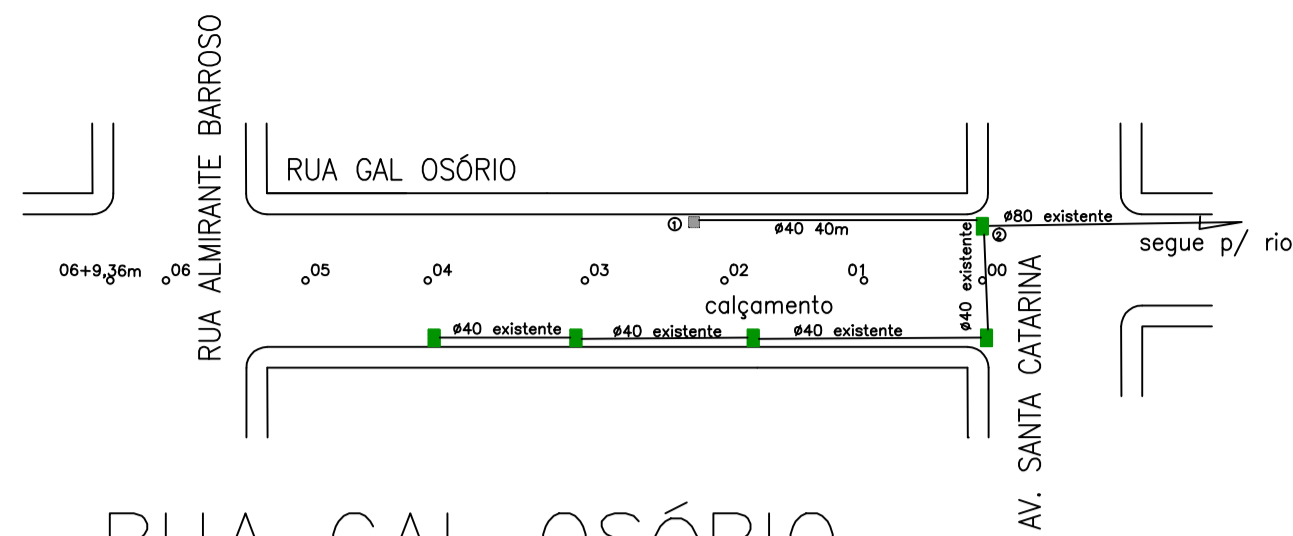 RUA ALMIRANTE BARROSO
RUA GAL OSÓRIO
1
ø40 40m
ø80 existente
2
segue p/ rio
ø40 existente
06+9,36m
06
05
04
03
02
01
00
calçamento
ø40 existente
ø40 existente
ø40 existente
AV. SANTA CATARINA
RUA GAL OSÓRIO